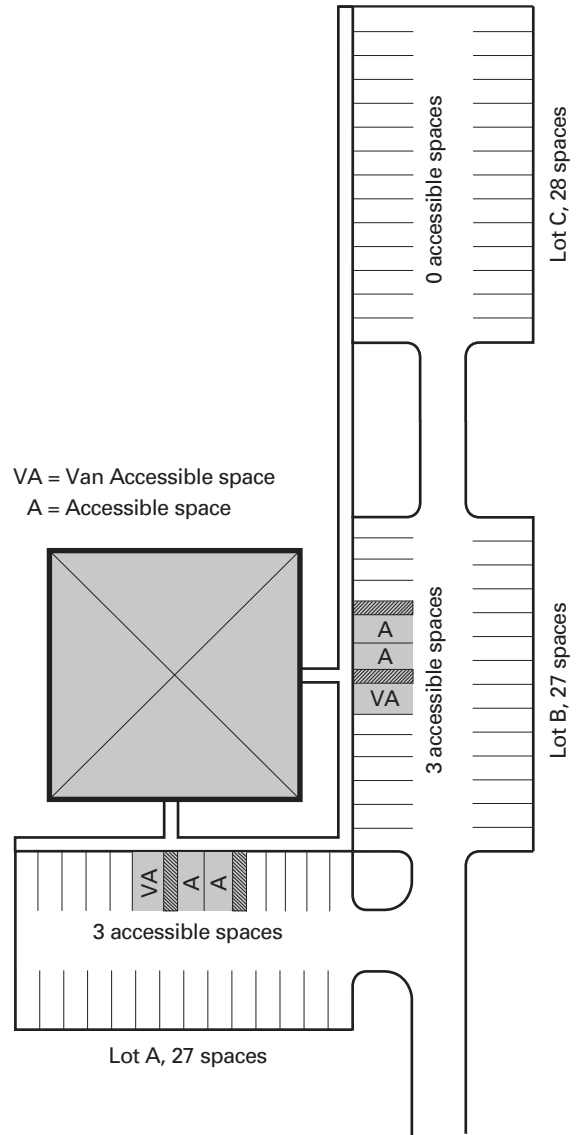 0 accessible spaces
Lot C, 28 spaces
VA = Van Accessible space
A = Accessible space
A
A
VA
3 accessible spaces
Lot B, 27 spaces
VA
A
A
3 accessible spaces
Lot A, 27 spaces